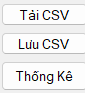 Tải CSV
Lưu CSV
Thống Kê